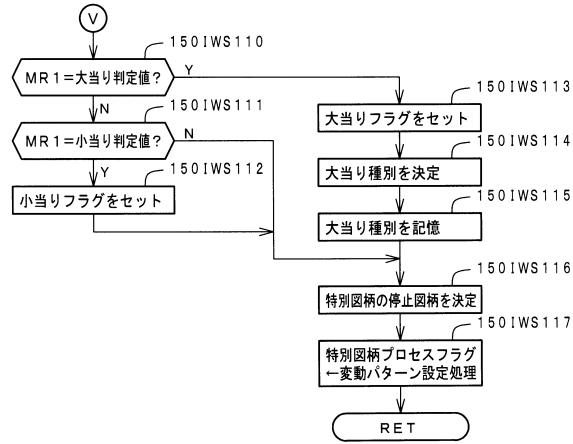 V
150IWS110
MR1=大当り判定値?
Y
N
150IWS111
MR1=小当り判定値?
N
Y
150IWS112
小当りフラグをセット
150IWS113
大当りフラグをセット
150IWS114
大当り種別を決定
150IWS115
大当り種別を記憶
150IWS116
特別図柄の停止図柄を決定
150IWS117
特別図柄プロセスフラグ
←変動パターン設定処理
RET